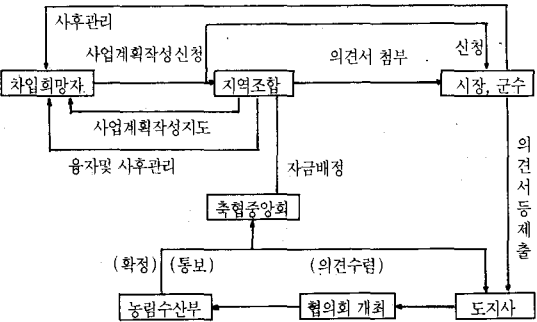 사후관리
사업계획작성신청
의견서 첨부
신청
차입희망자
지역조합
시장, 군수
사업계획작성지도
융자및 사후관리
자금배정
의견서등제출
축협중앙회
(확정) (통보)
(의견수렴)
농림수산부
협의회 개최
도지사